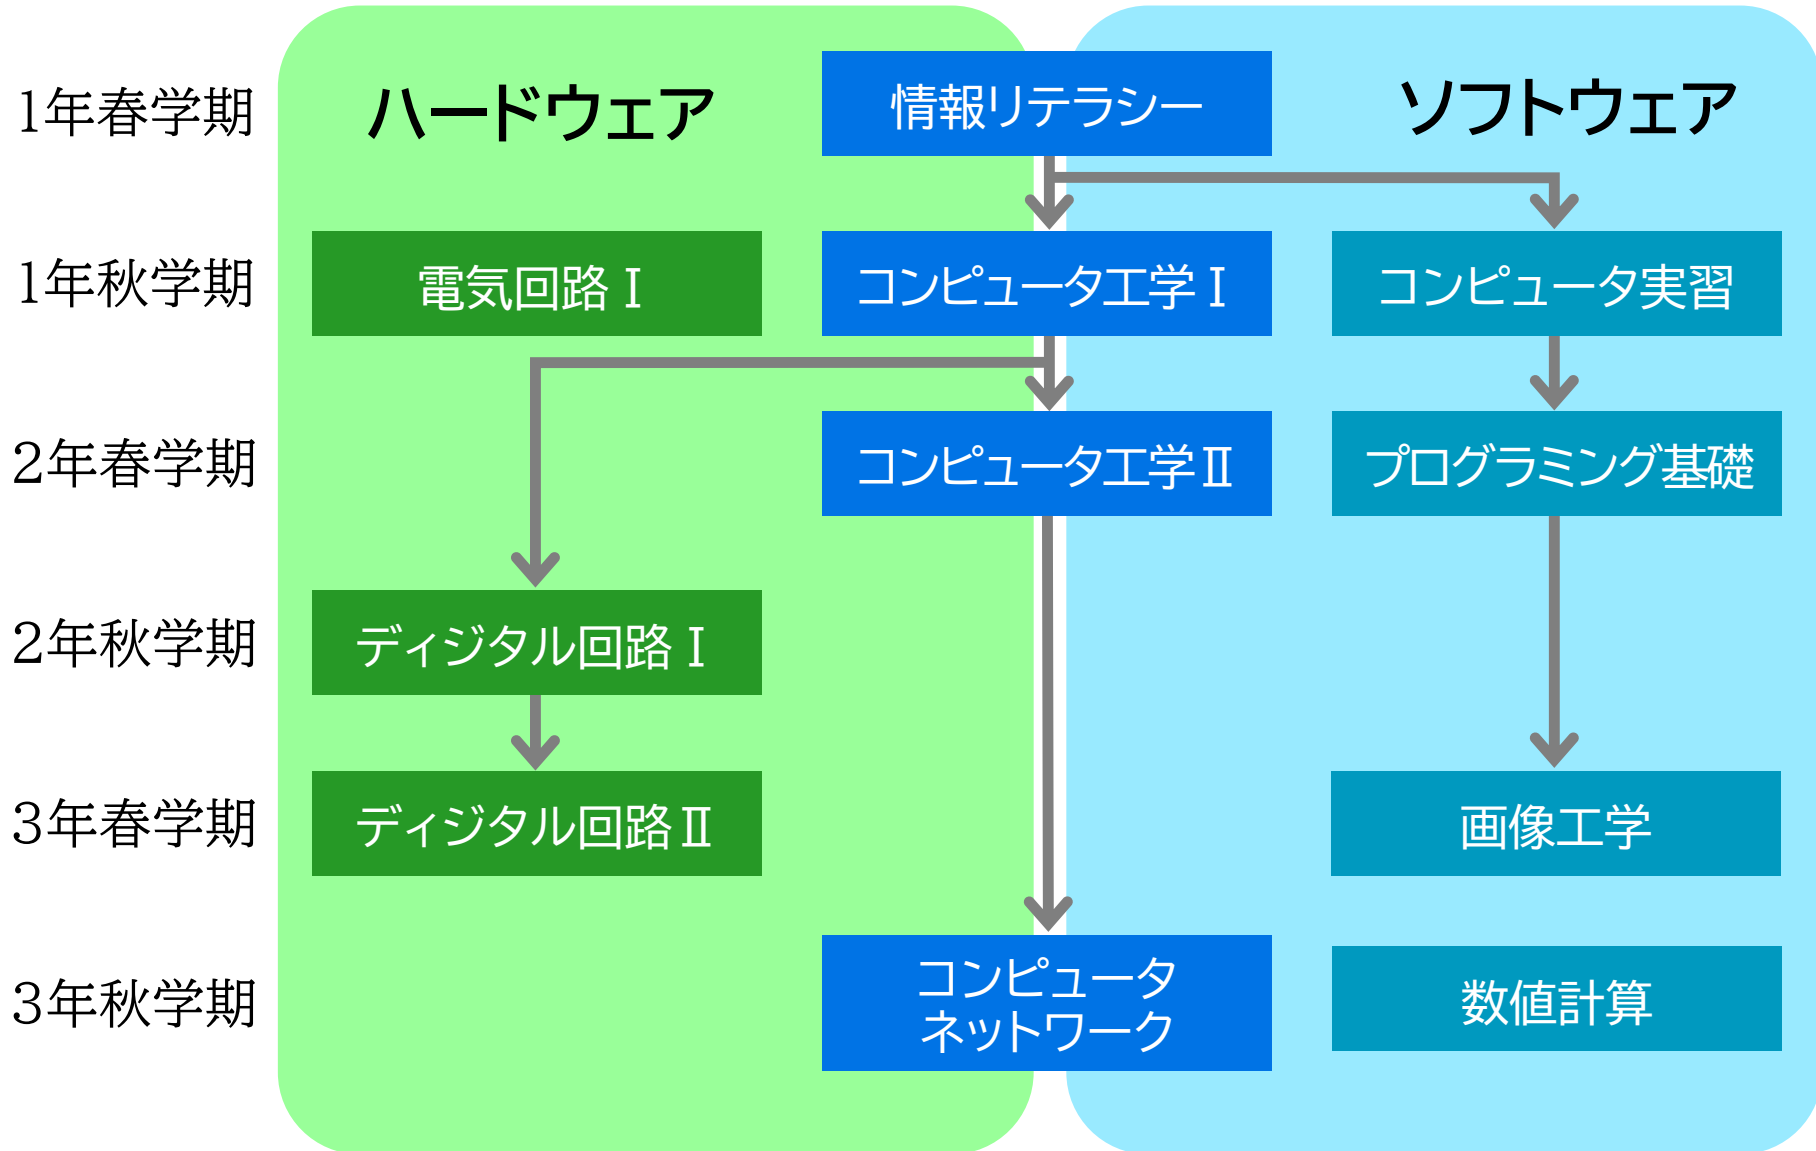 1年春学期
ハードウェア
情報リテラシー
ソフトウェア
1年秋学期
電気回路Ⅰ
コンピュータ工学Ⅰ
コンピュータ実習
2年春学期
コンピュータ工学Ⅱ
プログラミング基礎
2年秋学期
ディジタル回路Ⅰ
3年春学期
ディジタル回路Ⅱ
画像工学
3年秋学期
コンピュータ
ネットワーク
数値計算